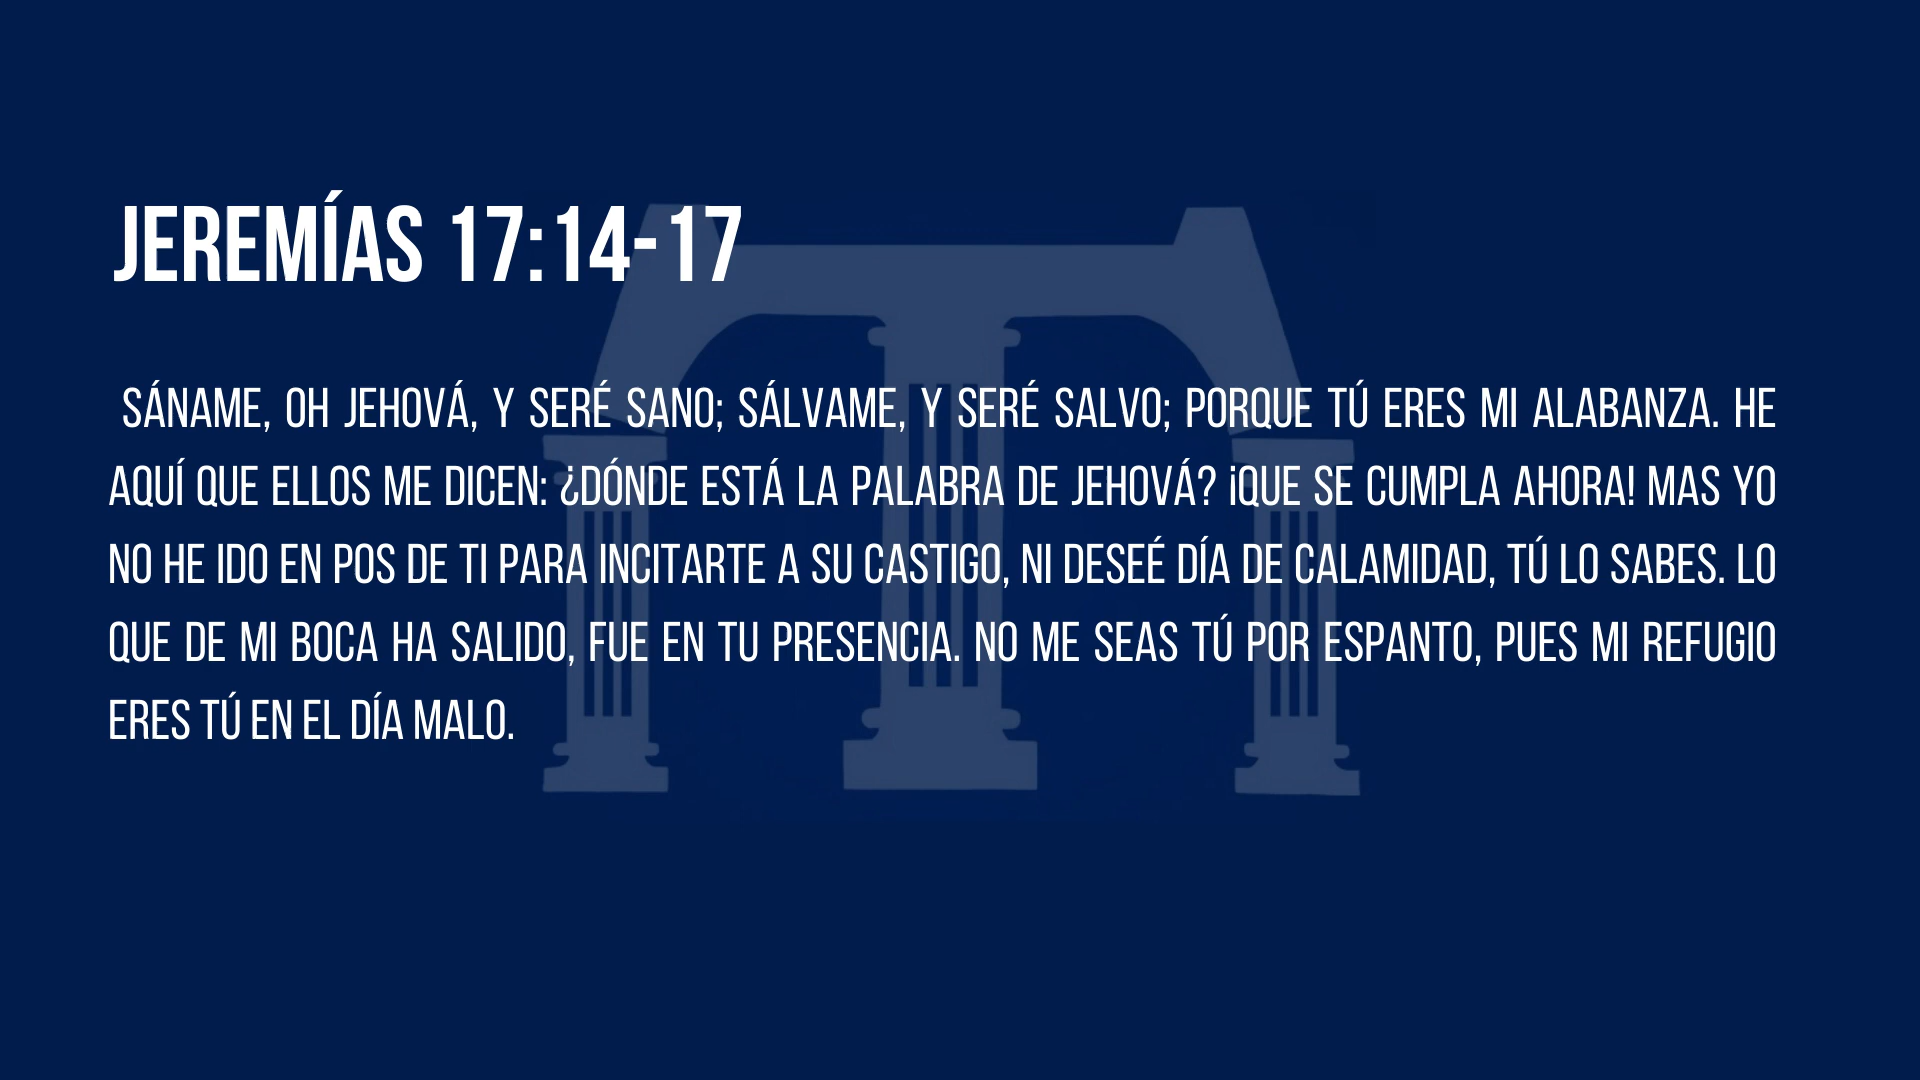 JEREMÍAS 17:14-17
SÁNAME, OH JEHOVÁ, Y SERÉ SANO; SÁLVAME, Y SERÉ SALVO; PORQUE TÚ ERES MI ALABANZA. HE
AQUÍ QUE ELLOS ME DICEN: ¿DÓNDE ESTÁ LA PALABRA DE JEHOVÁ? ¡QUE SE CUMPLA AHORA! MAS YO
NO HE IDO EN POS DE TI PARA INCITARTE A SU CASTIGO, NI DESEÉ DÍA DE CALAMIDAD, TÚ LO SABES. LO
QUE DE MI BOCA HA SALIDO, FUE EN TU PRESENCIA. NO ME SEAS TÚ POR ESPANTO, PUES MI REFUGIO
ERES TÚ EN EL DÍA MALO.